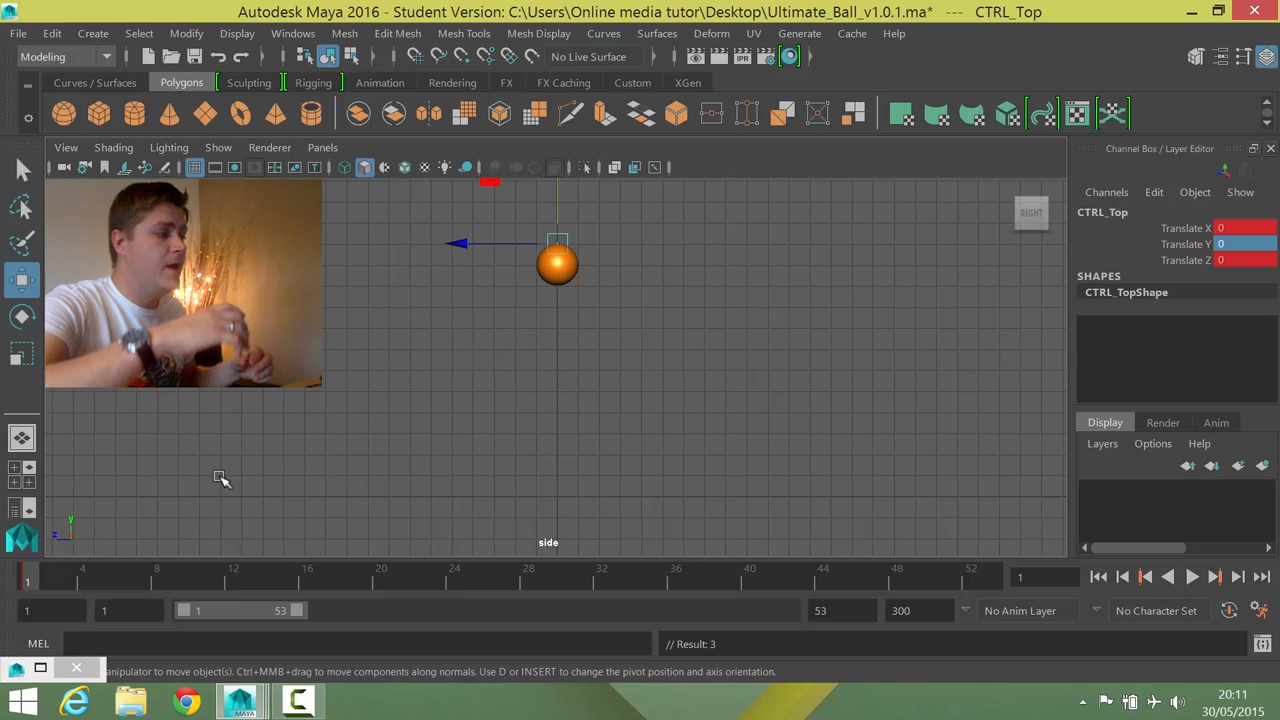 Autodesk Maya 2016 - Student Version: C:\Users\Online media tutor\Desktop\Ultimate_Ball_v1.0.1.ma* --- CTRL_Top
File Edit Create Select Modify Display Windows Mesh Edit Mesh Mesh Tools Mesh Display Curves Surfaces Deform UV Generate Cache Help
Modeling No Live Surface IPR
Curves / Surfaces Polygons Sculpting Rigging Animation Rendering FX FX Caching Custom XGen
View Shading Lighting Show Renderer Panels
Channel Box / Layer Editor
Channels Edit Object Show
CTRL_Top
Translate X 0
Translate Y 0
Translate Z 0
SHAPES
CTRL_TopShape
RIGHT
Display Render Anim
Layers Options Help
y
z
side
1 4 8 12 16 20 24 28 32 36 40 44 48 52 1
1 1 1 53 53 300 No Anim Layer No Character Set
MEL // Result: 3
anipulator to move object(s). Ctrl+MMB+drag to move components along normals. Use D or INSERT to change the pivot position and axis orientation.
MAYA
20:11
30/05/2015